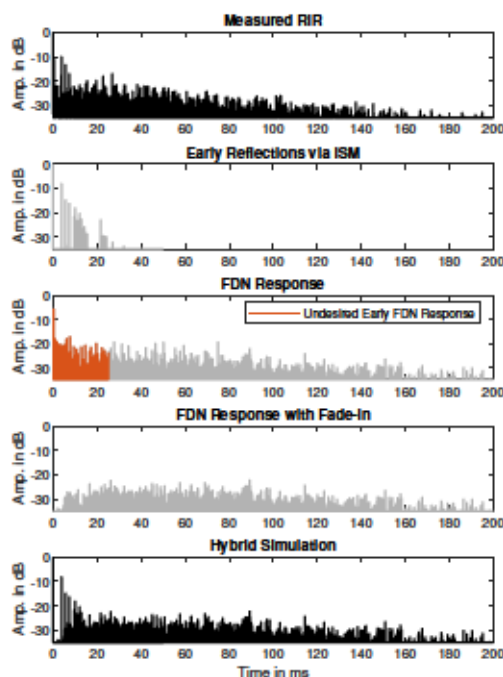 Measured RIR
Amp. in dB
0
-10
-20
-30
0 20 40 60 80 100 120 140 160 180 200
Early Reflections via ISM
Amp. in dB
0
-10
-20
-30
0 20 40 60 80 100 120 140 160 180 200
FDN Response
Amp. in dB
0
-10
-20
-30
Undesired Early FDN Response
0 20 40 60 80 100 120 140 160 180 200
FDN Response with Fade-In
Amp. in dB
0
-10
-20
-30
0 20 40 60 80 100 120 140 160 180 200
Hybrid Simulation
Amp. in dB
0
-10
-20
-30
0 20 40 60 80 100 120 140 160 180 200
Time in ms